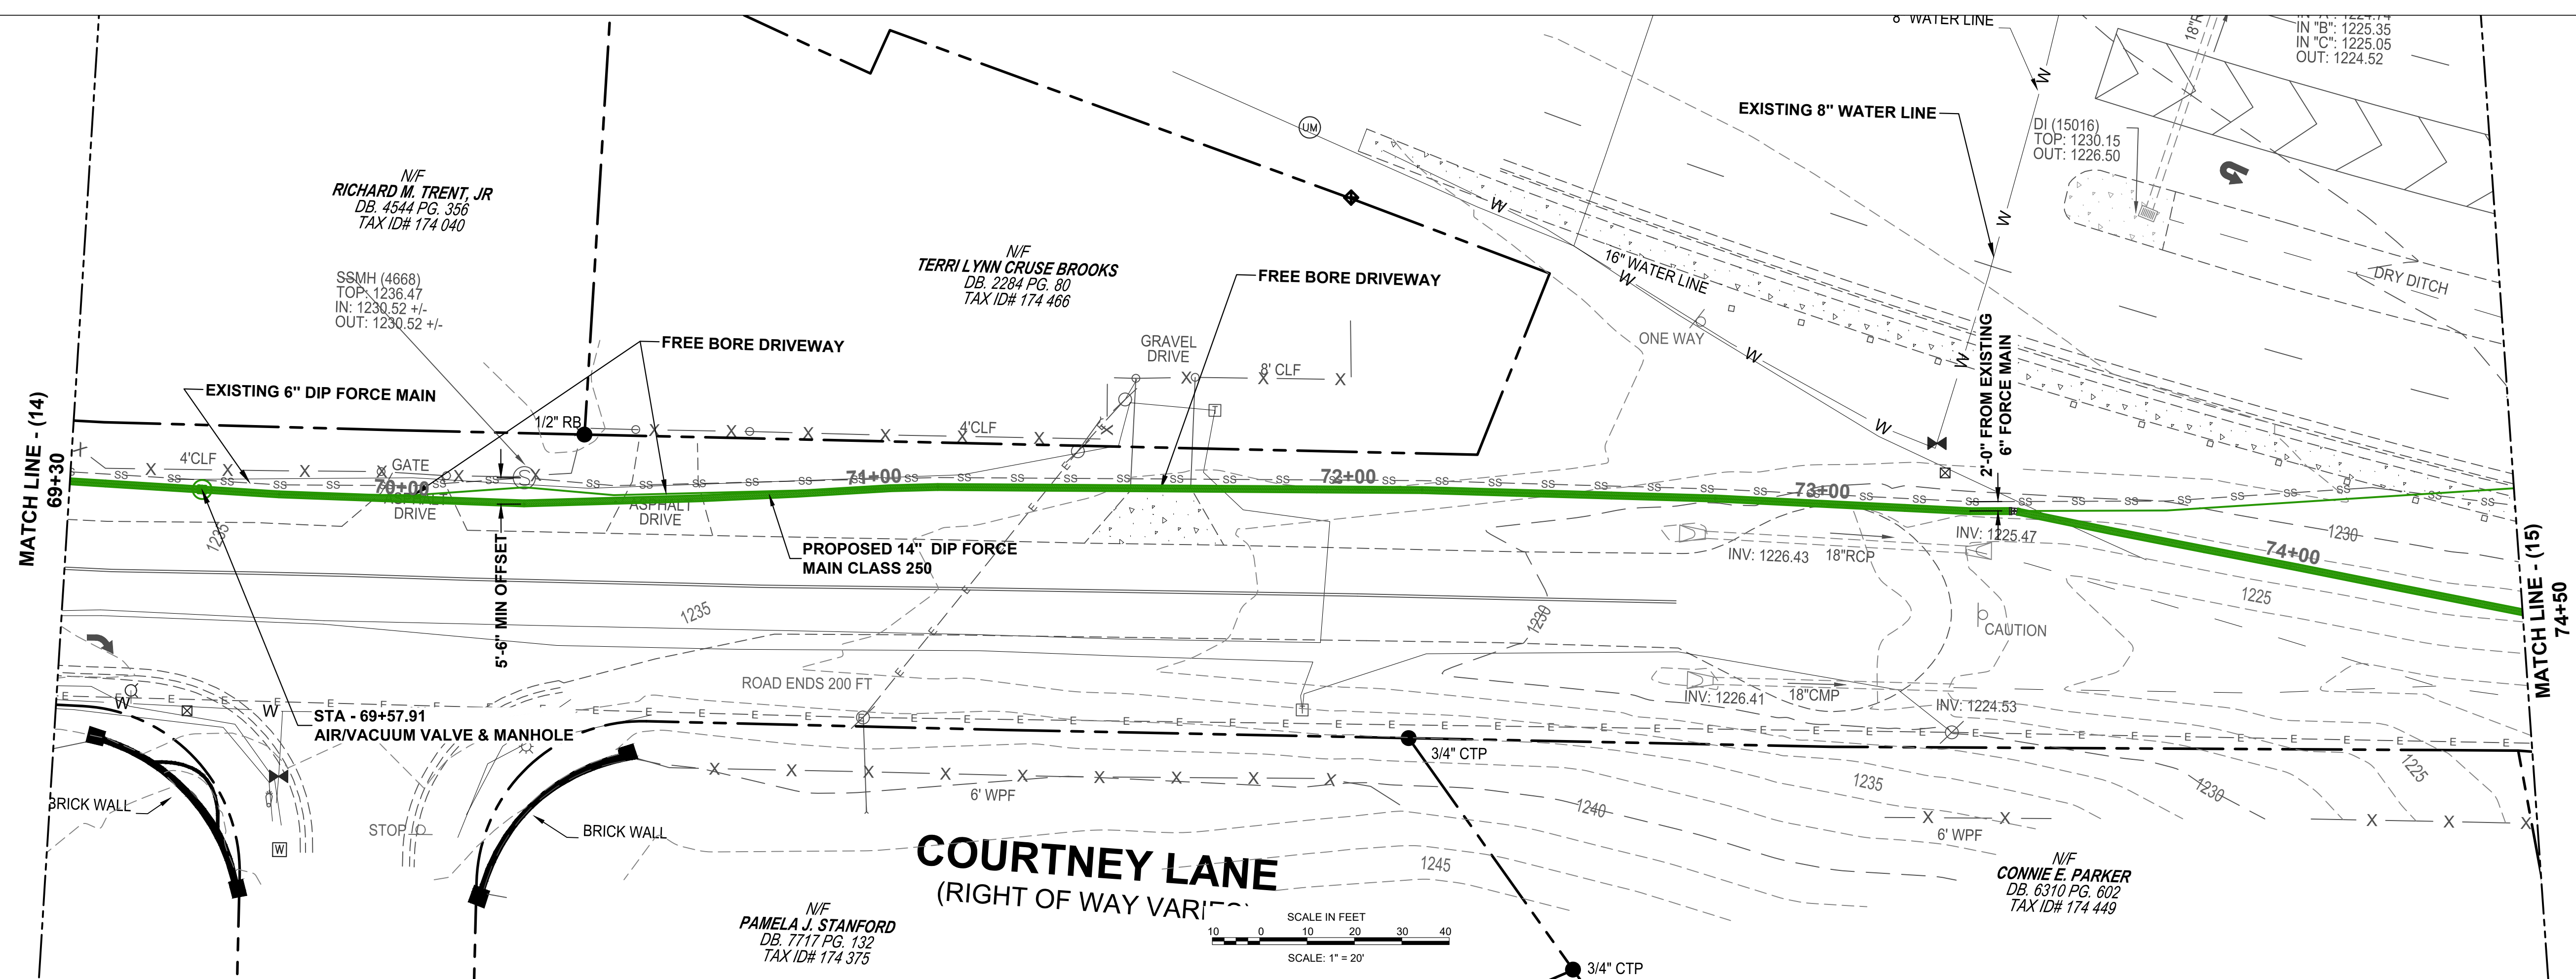 8" WATER LINE
IN "B": 1225.35
IN "C": 1225.05
OUT: 1224.52
18"R
UM
EXISTING 8" WATER LINE
DI (15016)
TOP: 1230.15
OUT: 1226.50
N/F
RICHARD M. TRENT, JR
DB. 4544 PG. 356
TAX ID# 174 040
N/F
TERRI LYNN CRUSE BROOKS
DB. 2284 PG. 80
TAX ID# 174 466
16" WATER LINE
DRY DITCH
SSMH (4668)
TOP: 1236.47
IN: 1230.52 +/-
OUT: 1230.52 +/-
FREE BORE DRIVEWAY
FREE BORE DRIVEWAY
GRAVEL
DRIVE
8' CLF
ONE WAY
2'-0" FROM EXISTING
6" FORCE MAIN
EXISTING 6" DIP FORCE MAIN
1/2" RB
4'CLF
4'CLF
GATE
MATCH LINE - (14)
69+30
70+00
71+00
72+00
73+00
74+00
ASPHALT
DRIVE
ASPHALT
DRIVE
1235
PROPOSED 14" DIP FORCE
MAIN CLASS 250
5'-6" MIN OFFSET
INV: 1226.43
18"RCP
INV: 1225.47
1230
1225
MATCH LINE - (15)
74+50
1235
1230
CAUTION
ROAD ENDS 200 FT
INV: 1226.41
18"CMP
INV: 1224.53
STA - 69+57.91
AIR/VACUUM VALVE & MANHOLE
3/4" CTP
BRICK WALL
STOP
BRICK WALL
W
6' WPF
1240
1235
1230
1225
6' WPF
COURTNEY LANE
(RIGHT OF WAY VARIES)
1245
N/F
CONNIE E. PARKER
DB. 6310 PG. 602
TAX ID# 174 449
N/F
PAMELA J. STANFORD
DB. 7717 PG. 132
TAX ID# 174 375
SCALE IN FEET
10 0 10 20 30 40
SCALE: 1" = 20'
3/4" CTP